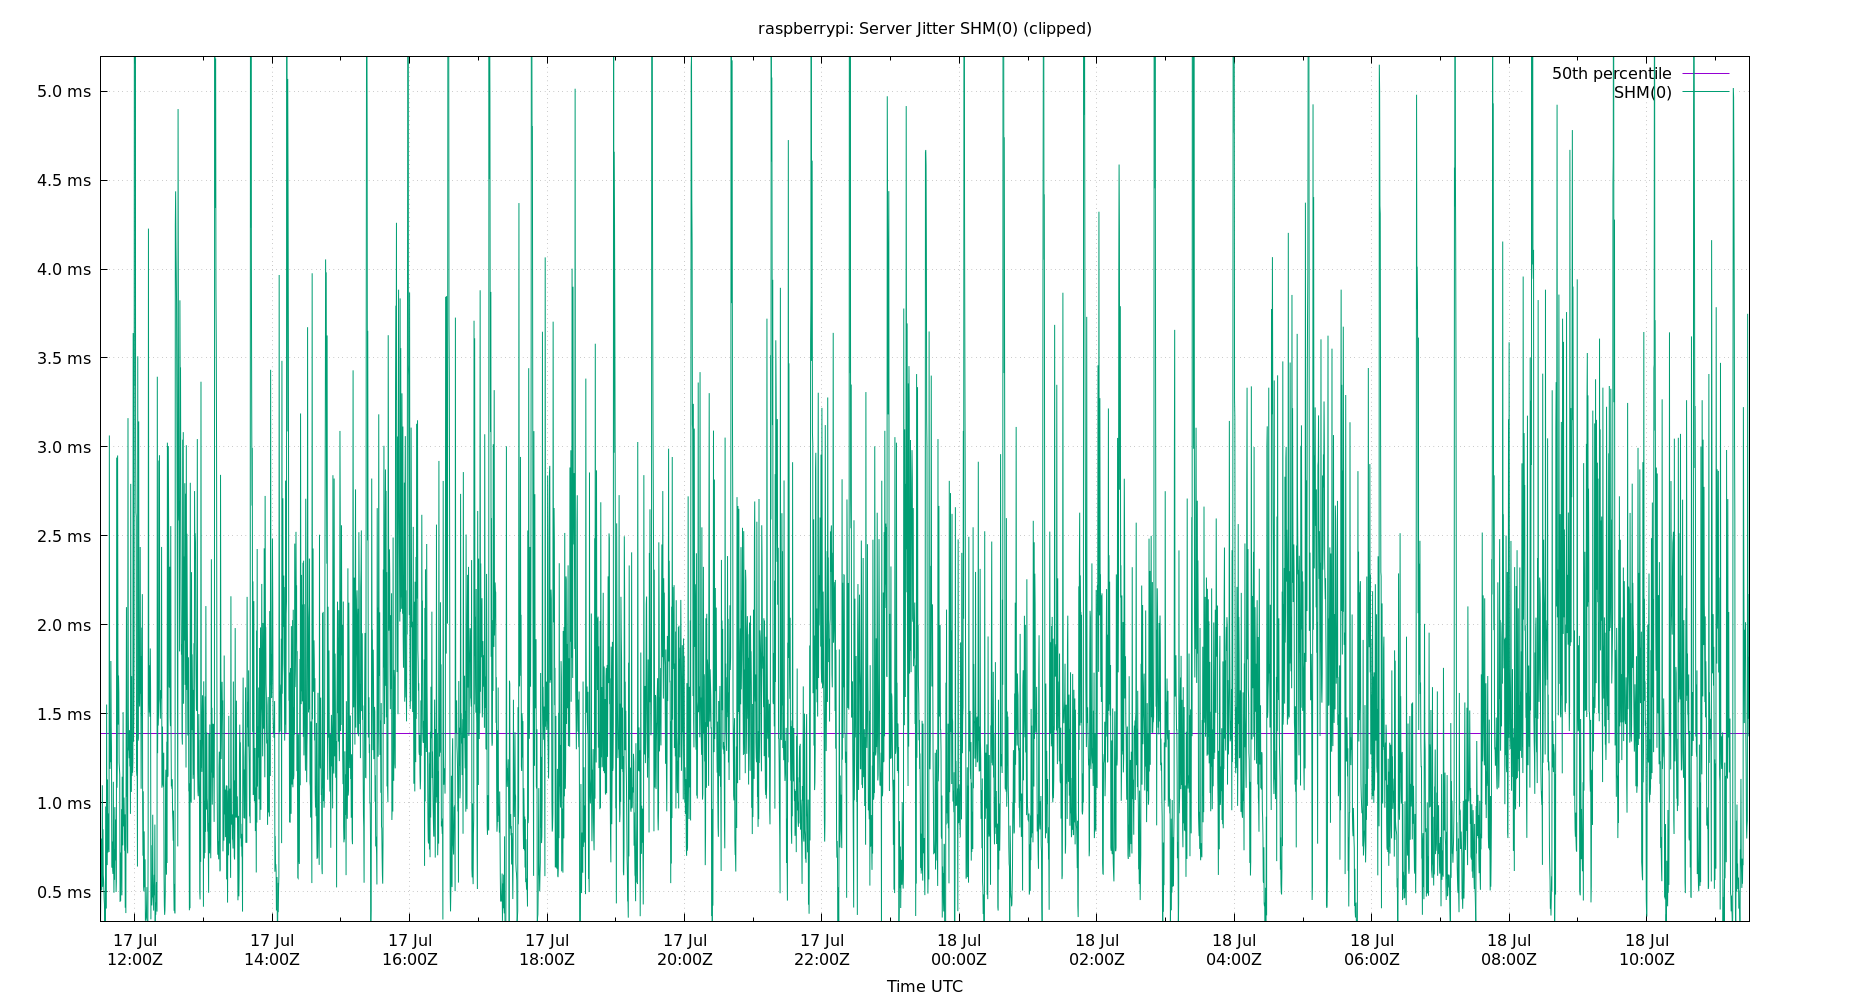 raspberrypi: Server Jitter SHM(0) (clipped)
50th percentile
SHM(0)
5.0 ms
4.5 ms
4.0 ms
3.5 ms
3.0 ms
2.5 ms
2.0 ms
1.5 ms
1.0 ms
0.5 ms
17 Jul 17 Jul 17 Jul 17 Jul 17 Jul 17 Jul 18 Jul 18 Jul 18 Jul 18 Jul 18 Jul 18 Jul
12:00Z 14:00Z 16:00Z 18:00Z 20:00Z 22:00Z 00:00Z 02:00Z 04:00Z 06:00Z 08:00Z 10:00Z
Time UTC